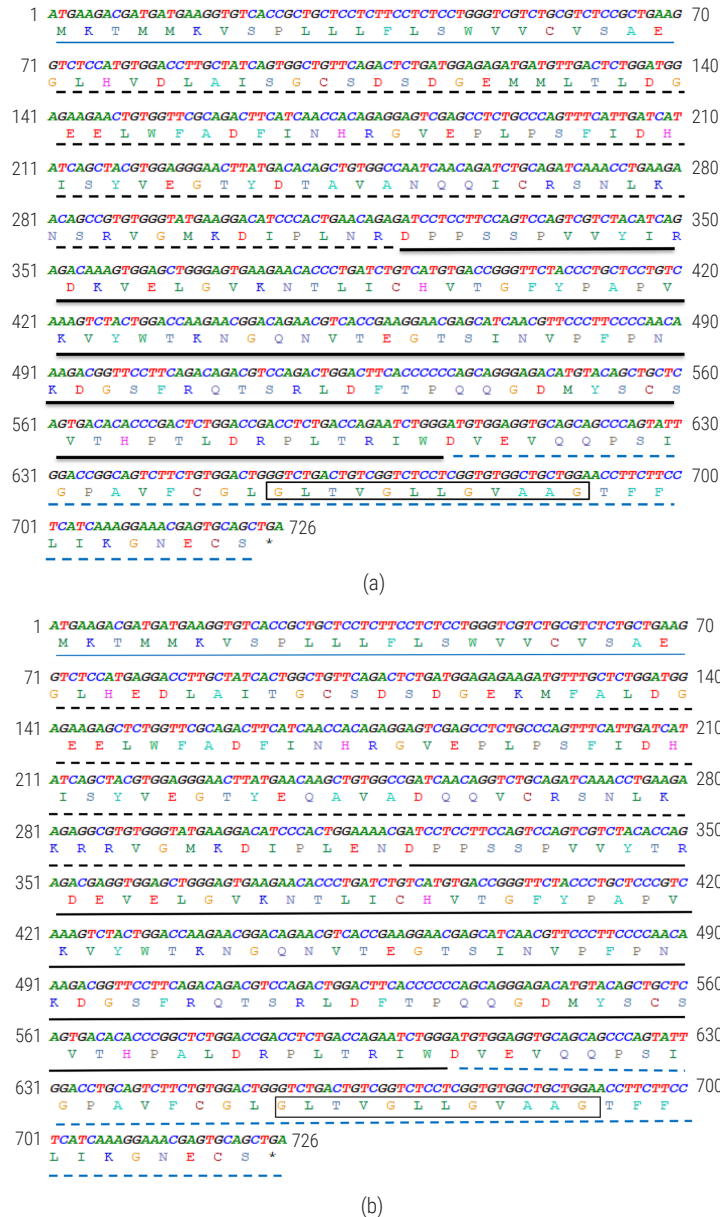 1 ATGAAGACGATGATGAAGGTGTCACCGCTGCTCCTCTTCCTCTCCTGGGTCGTCTGCGTCTCCGCTGAAG 70
M K T M M K V S P L L L F L S W V V C V S A E
71 GTCTCCATGTGGACCTTGCTATCAGTGGCTGTTCAGACTCTGATGGAGAGATGATGTTGACTCTGGATGG 140
G L H V D L A I S G C S D S D G E M M L T L D G
141 AGAAGAACTGTGGTTCGCAGACTTCATCAACCACAGAGGAGTCGAGCCTCTGCCCAGTTTCATTGATCAT 210
E E L W F A D F I N H R G V E P L P S F I D H
211 ATCAGCTACGTGGAGGGAACTTATGACACAGCTGTGGCCAATCAACAGATCTGCAGATCAAACCTGAAGA 280
I S Y V E G T Y D T A V A N Q Q I C R S N L K
281 ACAGCCGTGTGGGTATGAAGGACATCCCACTGAACAGAGATCCTCCTTCCAGTCCAGTCGTCTACATCAG 350
N S R V G M K D I P L N R D P P S S P V V Y I R
351 AGACAAAGTGGAGCTGGGAGTGAAGAACACCCTGATCTGTCATGTGACCGGGTTCTACCCTGCTCCTGTC 420
D K V E L G V K N T L I C H V T G F Y P A P V
421 AAAGTCTACTGGACCAAGAACGGACAGAACGTCACCGAAGGAACGAGCATCAACGTTCCCTTCCCCAACA 490
K V Y W T K N G Q N V T E G T S I N V P F P N
491 AAGACGGTTCCTTCAGACAGACGTCCAGACTGGACTTCACCCCCCAGCAGGGAGACATGTACAGCTGCTC 560
K D G S F R Q T S R L D F T P Q Q G D M Y S C S
561 AGTGACACACCCGACTCTGGACCGACCTCTGACCAGAATCTGGGATGTGGAGGTGCAGCAGCCCAGTATT 630
V T H P T L D R P L T R I W D V E V Q Q P S I
631 GGACCGGCAGTCTTCTGTGGACTGGGTCTGACTGTCGGTCTCCTCGGTGTGGCTGCTGGAACCTTCTTCC 700
G P A V F C G L G L T V G L L G V A A G T F F
701 TCATCAAAGGAAACGAGTGCAGCTGA 726
L I K G N E C S *
(a)
1 ATGAAGACGATGATGAAGGTGTCACCGCTGCTCCTCTTCCTCTCCTGGGTCGTCTGCGTCTCTGCTGAAG 70
M K T M M K V S P L L L F L S W V V C V S A E
71 GTCTCCATGAGGACCTTGCTATCACTGGCTGTTCAGACTCTGATGGAGAGAAGATGTTTGCTCTGGATGG 140
G L H E D L A I T G C S D S D G E K M F A L D G
141 AGAAGAGCTCTGGTTCGCAGACTTCATCAACCACAGAGGAGTCGAGCCTCTGCCCAGTTTCATTGATCAT 210
E E L W F A D F I N H R G V E P L P S F I D H
211 ATCAGCTACGTGGAGGGAACTTATGAACAAGCTGTGGCCGATCAACAGGTCTGCAGATCAAACCTGAAGA 280
I S Y V E G T Y E Q A V A D Q Q V C R S N L K
281 AGAGGCGTGTGGGTATGAAGGACATCCCACTGGAAAACGATCCTCCTTCCAGTCCAGTCGTCTACACCAG 350
K R R V G M K D I P L E N D P P S S P V V Y T R
351 AGACGAGGTGGAGCTGGGAGTGAAGAACACCCTGATCTGTCATGTGACCGGGTTCTACCCTGCTCCCGTC 420
D E V E L G V K N T L I C H V T G F Y P A P V
421 AAAGTCTACTGGACCAAGAACGGACAGAACGTCACCGAAGGAACGAGCATCAACGTTCCCTTCCCCAACA 490
K V Y W T K N G Q N V T E G T S I N V P F P N
491 AAGACGGTTCCTTCAGACAGACGTCCAGACTGGACTTCACCCCCCAGCAGGGAGACATGTACAGCTGCTC 560
K D G S F R Q T S R L D F T P Q Q G D M Y S C S
561 AGTGACACACCCGGCTCTGGACCGACCTCTGACCAGAATCTGGGATGTGGAGGTGCAGCAGCCCAGTATT 630
V T H P A L D R P L T R I W D V E V Q Q P S I
631 GGACCTGCAGTCTTCTGTGGACTGGGTCTGACTGTCGGTCTCCTCGGTGTGGCTGCTGGAACCTTCTTCC 700
G P A V F C G L G L T V G L L G V A A G T F F
701 TCATCAAAGGAAACGAGTGCAGCTGA 726
L I K G N E C S *
(b)